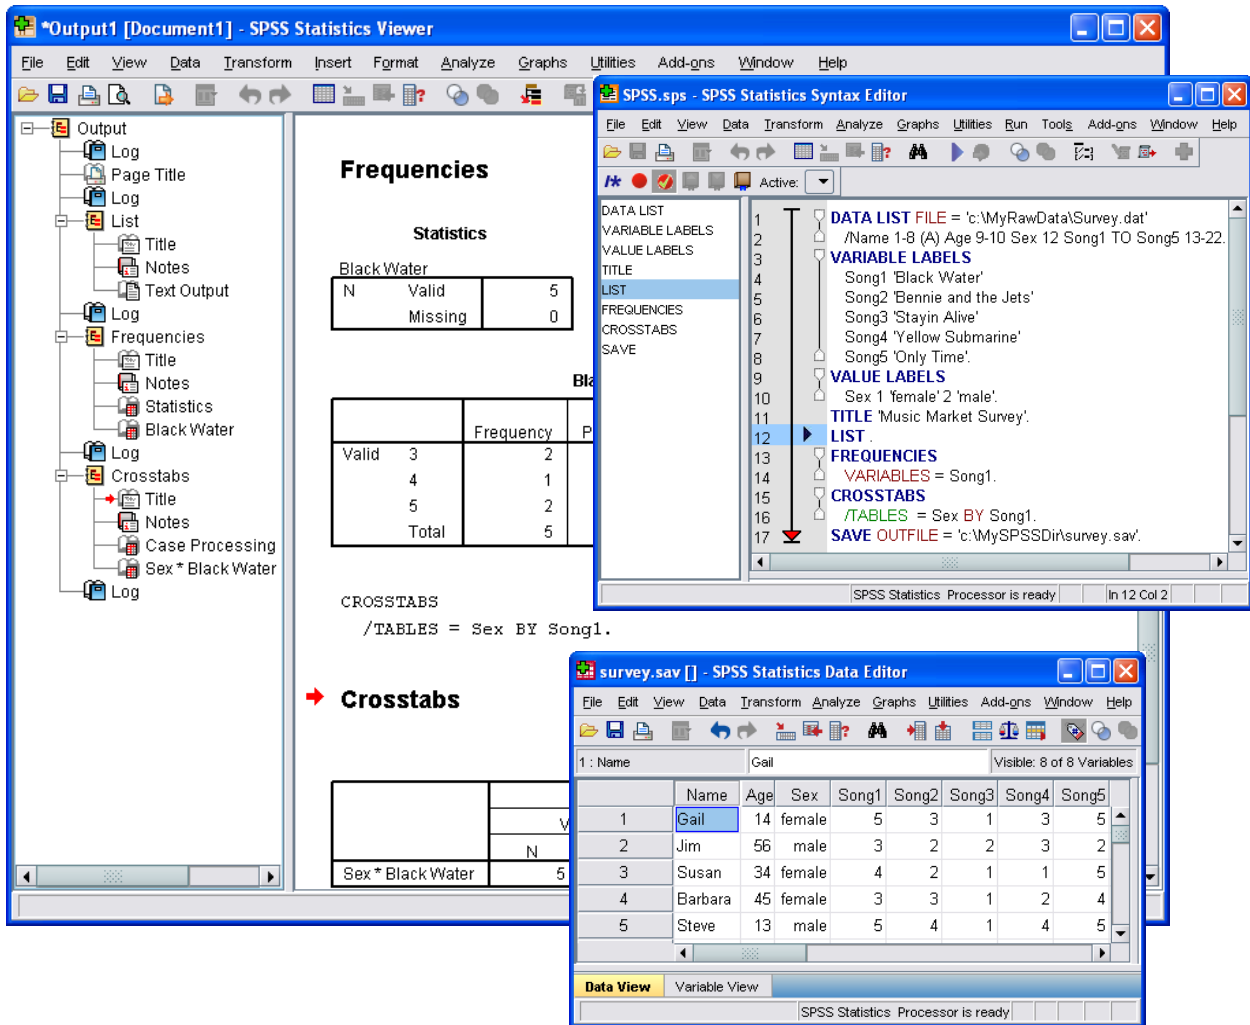 *Output1 [Document1] - SPSS Statistics Viewer
File Edit View Data Transform Insert Format Analyze Graphs Utilities Add-ons Window Help
Output
Log
Page Title
Log
List
Title
Notes
Text Output
Log
Frequencies
Title
Notes
Statistics
Black Water
Log
Crosstabs
Title
Notes
Case Processing
Sex * Black Water
Log
Frequencies
Statistics
Black Water
N Valid 5
Missing 0
Frequency
Valid 3 2
4 1
5 2
Total 5
CROSSTABS
/TABLES = Sex BY Song1.
Crosstabs
N
Sex * Black Water 5
SPSS.sps - SPSS Statistics Syntax Editor
File Edit View Data Transform Analyze Graphs Utilities Run Tools Add-ons Window Help
Active:
DATA LIST
VARIABLE LABELS
VALUE LABELS
TITLE
LIST
FREQUENCIES
CROSSTABS
SAVE
1 DATA LIST FILE = 'c:\MyRawData\Survey.dat'
2 /Name 1-8 (A) Age 9-10 Sex 12 Song1 TO Song5 13-22.
3 VARIABLE LABELS
4 Song1 'Black Water'
5 Song2 'Bennie and the Jets'
6 Song3 'Stayin Alive'
7 Song4 'Yellow Submarine'
8 Song5 'Only Time'.
9 VALUE LABELS
10 Sex 1 'female' 2 'male'.
11 TITLE 'Music Market Survey'.
12 LIST .
13 FREQUENCIES
14 VARIABLES = Song1.
15 CROSSTABS
16 /TABLES = Sex BY Song1.
17 SAVE OUTFILE = 'c:\MySPSSDir\survey.sav'.
SPSS Statistics Processor is ready In 12 Col 2
survey.sav [] - SPSS Statistics Data Editor
File Edit View Data Transform Analyze Graphs Utilities Add-ons Window Help
1 : Name Gail Visible: 8 of 8 Variables
Name Age Sex Song1 Song2 Song3 Song4 Song5
1 Gail 14 female 5 3 1 3 5
2 Jim 56 male 3 2 2 3 2
3 Susan 34 female 4 2 1 1 5
4 Barbara 45 female 3 3 1 2 4
5 Steve 13 male 5 4 1 4 5
Data View Variable View
SPSS Statistics Processor is ready